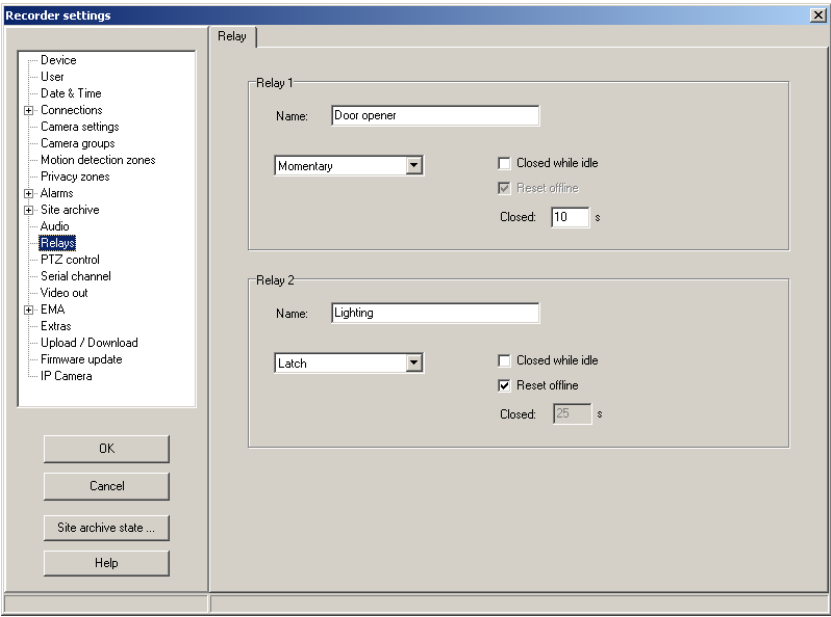 Recorder settings
Device
User
Date & Time
Connections
Camera settings
Camera groups
Motion detection zones
Privacy zones
Alarms
Site archive
Audio
Relays
PTZ control
Serial channel
Video out
EMA
Extras
Upload / Download
Firmware update
IP Camera
OK
Cancel
Site archive state ...
Help
Relay
Relay 1
Name: Door opener
Momentary Closed while idle
Reset offline
Closed: 10 s
Relay 2
Name: Lighting
Latch Closed while idle
Reset offline
Closed: 25 s